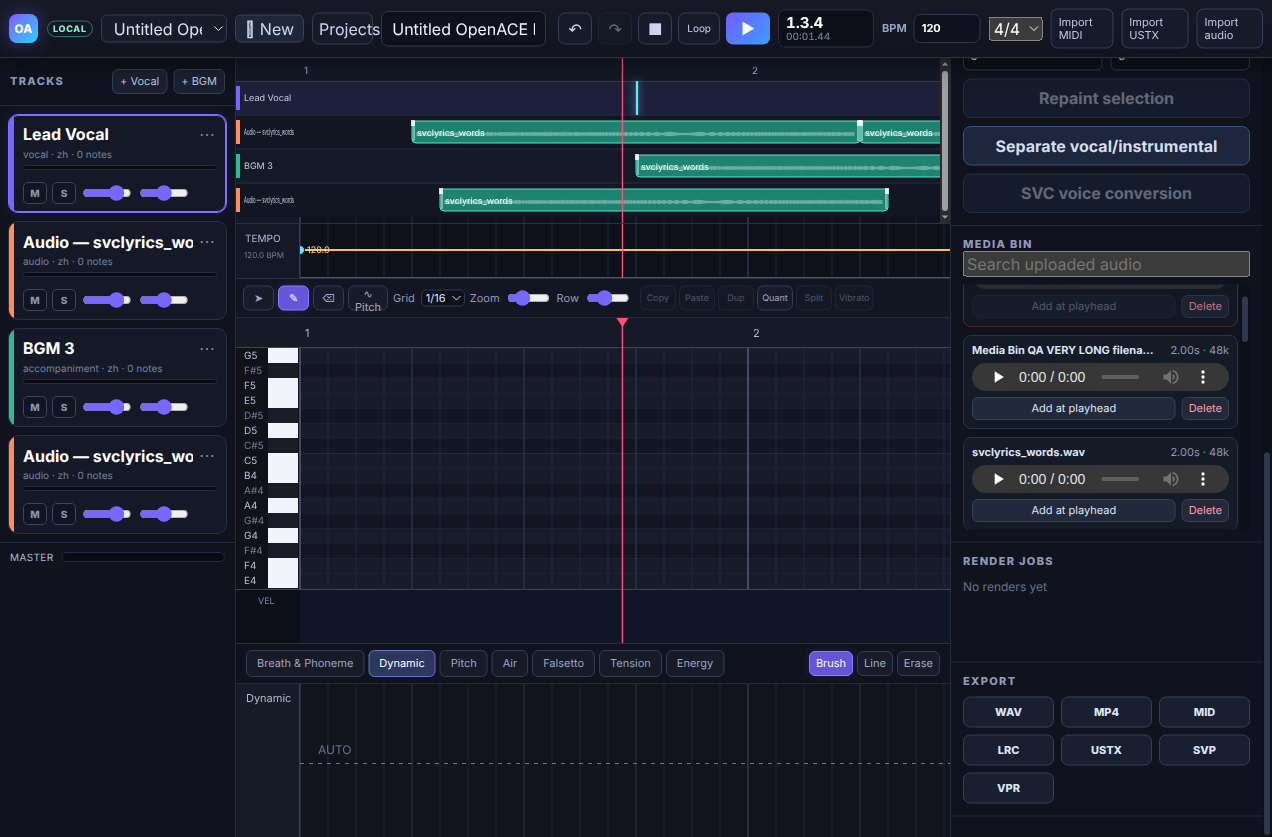 OA
LOCAL
Untitled Ope
New
Projects
Untitled OpenACE
Loop
1.3.4
00:01.44
BPM
120
4/4
Import
MIDI
Import
USTX
Import
audio
TRACKS
+ Vocal
+ BGM
Lead Vocal
vocal · zh · 0 notes
M
S
Audio — svclyrics_wo
audio · zh · 0 notes
M
S
BGM 3
accompaniment · zh · 0 notes
M
S
Audio — svclyrics_wo
audio · zh · 0 notes
M
S
MASTER
1
2
Lead Vocal
Audio — svclyrics_words
svclyrics_words
svclyrics_words
BGM 3
svclyrics_words
Audio — svclyrics_words
svclyrics_words
TEMPO
120.0 BPM
120.0
Pitch
Grid
1/16
Zoom
Row
Copy
Paste
Dup
Quant
Split
Vibrato
1
2
G5
F#5
F5
E5
D#5
D5
C#5
C5
B4
A#4
A4
G#4
G4
F#4
F4
E4
VEL
Breath & Phoneme
Dynamic
Pitch
Air
Falsetto
Tension
Energy
Brush
Line
Erase
Dynamic
AUTO
Repaint selection
Separate vocal/instrumental
SVC voice conversion
MEDIA BIN
Search uploaded audio
Add at playhead
Delete
Media Bin QA VERY LONG filena...
2.00s · 48k
0:00 / 0:00
Add at playhead
Delete
svclyrics_words.wav
2.00s · 48k
0:00 / 0:00
Add at playhead
Delete
RENDER JOBS
No renders yet
EXPORT
WAV
MP4
MID
LRC
USTX
SVP
VPR